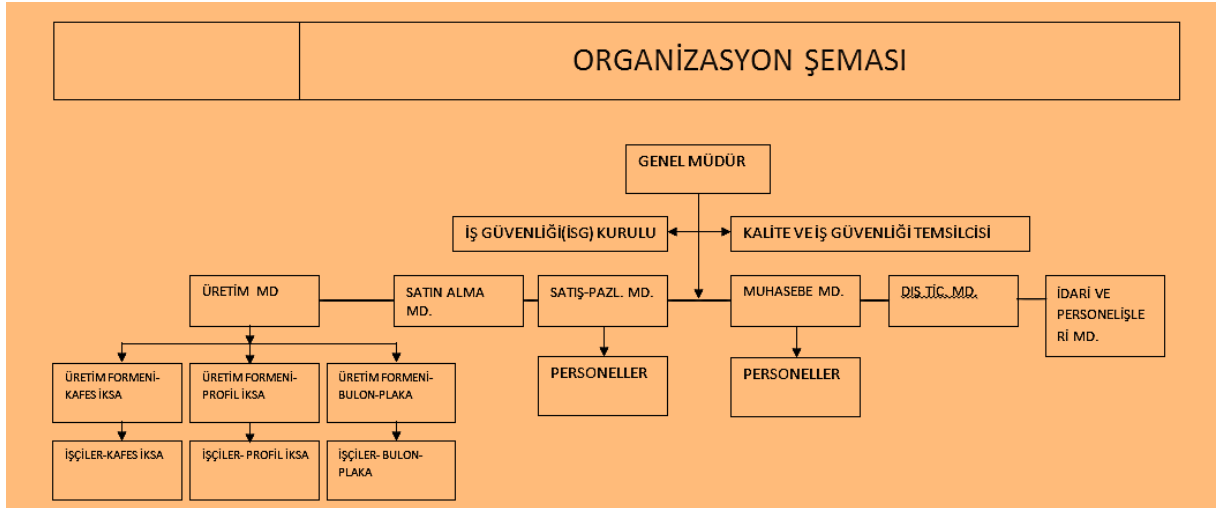 ORGANİZASYON ŞEMASI
GENEL MÜDÜR
İŞ GÜVENLİĞİ(İSG) KURULU
KALİTE VE İŞ GÜVENLİĞİ TEMSİLCİSİ
ÜRETİM MD
SATIN ALMA
MD.
SATIŞ-PAZL. MD.
MUHASEBE MD.
DIŞ TİC. MD.
İDARİ VE
PERSONELİŞLE
Rİ MD.
ÜRETİM FORMENİ-
KAFES İKSA
ÜRETİM FORMENİ-
PROFİL İKSA
ÜRETİM FORMENİ-
BULON-PLAKA
PERSONELLER
PERSONELLER
İŞÇİLER-KAFES İKSA
İŞÇİLER- PROFİL İKSA
İŞÇİLER- BULON-
PLAKA